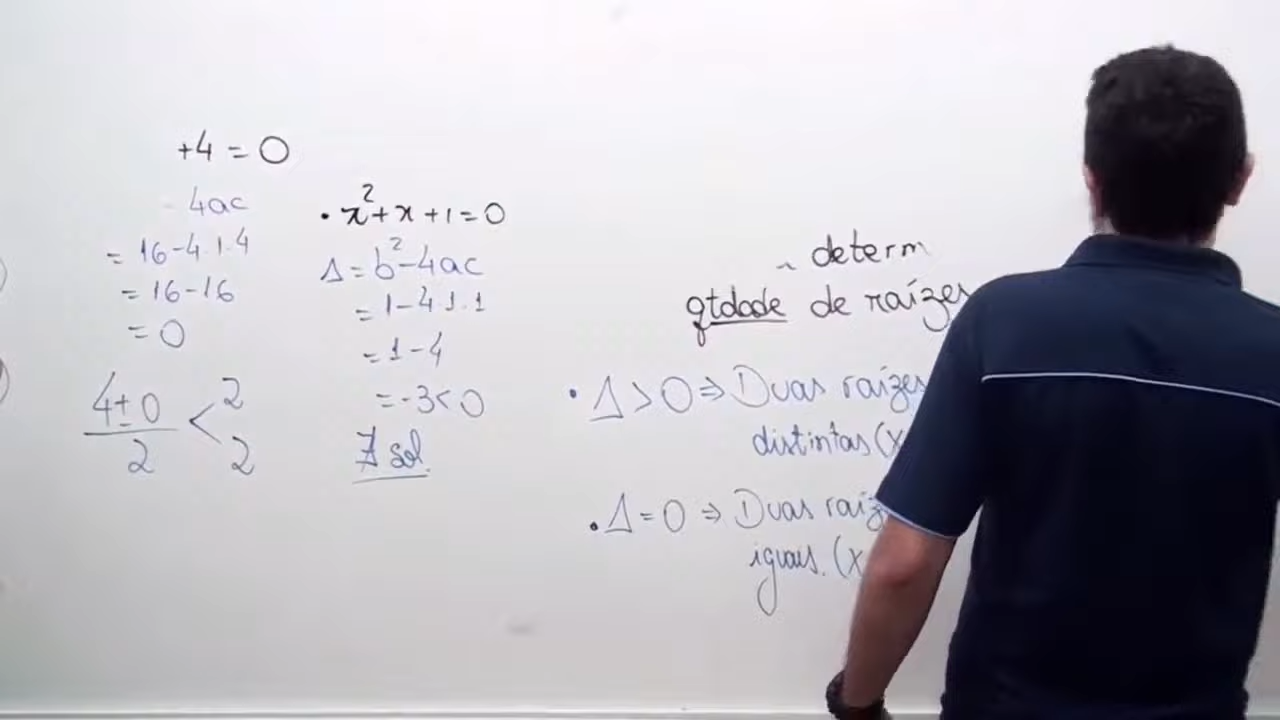 +4 = 0
4ac
= 16-4.1.4
= 16-16
= 0
4±0
2
< 2
2
• x²+x+1=0
Δ=b²-4ac
=1-4.1.1
=1-4
=-3<0
∄ sol.
determ
qtdade de raízes
• Δ>0⇒ Duas raízes
distintas (x
• Δ=0 ⇒ Duas raíz
iguais. (x